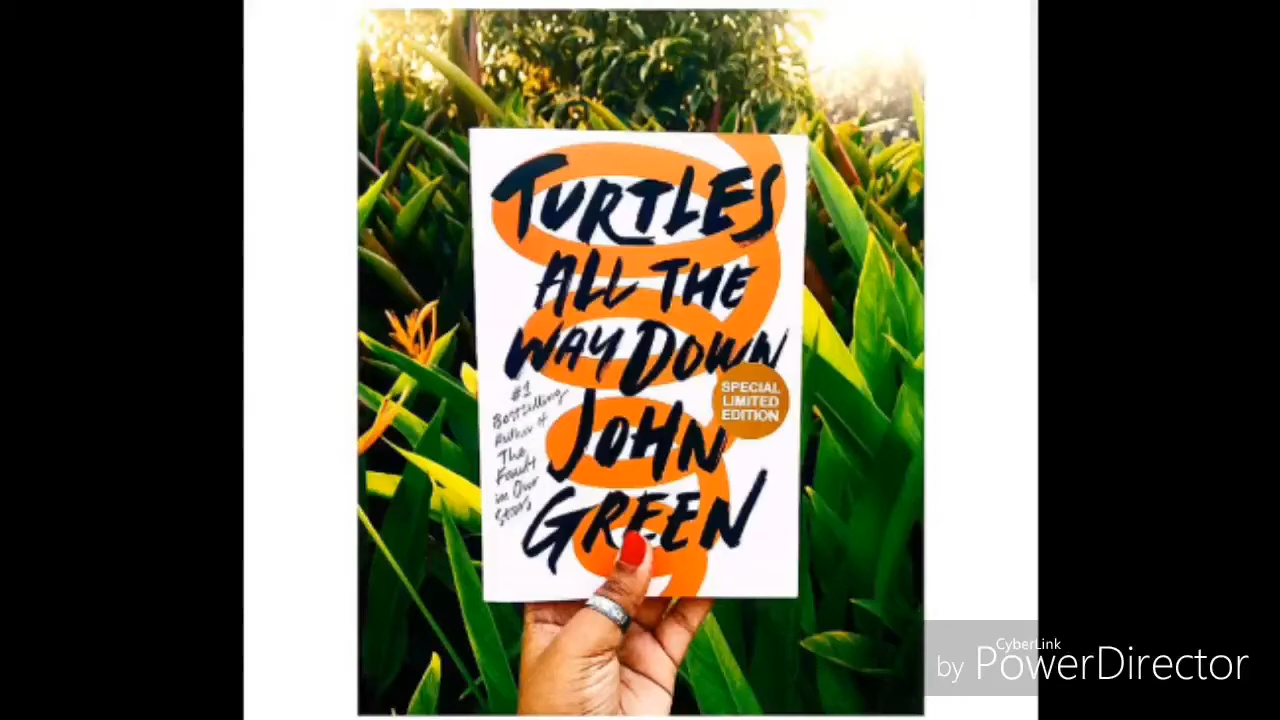 TURTLES
ALL THE
WAY DOWN
SPECIAL
LIMITED
EDITION
#1
Bestselling
Author of
The
Fault
in Our
Stars
JOHN
GREEN
CyberLink
by PowerDirector